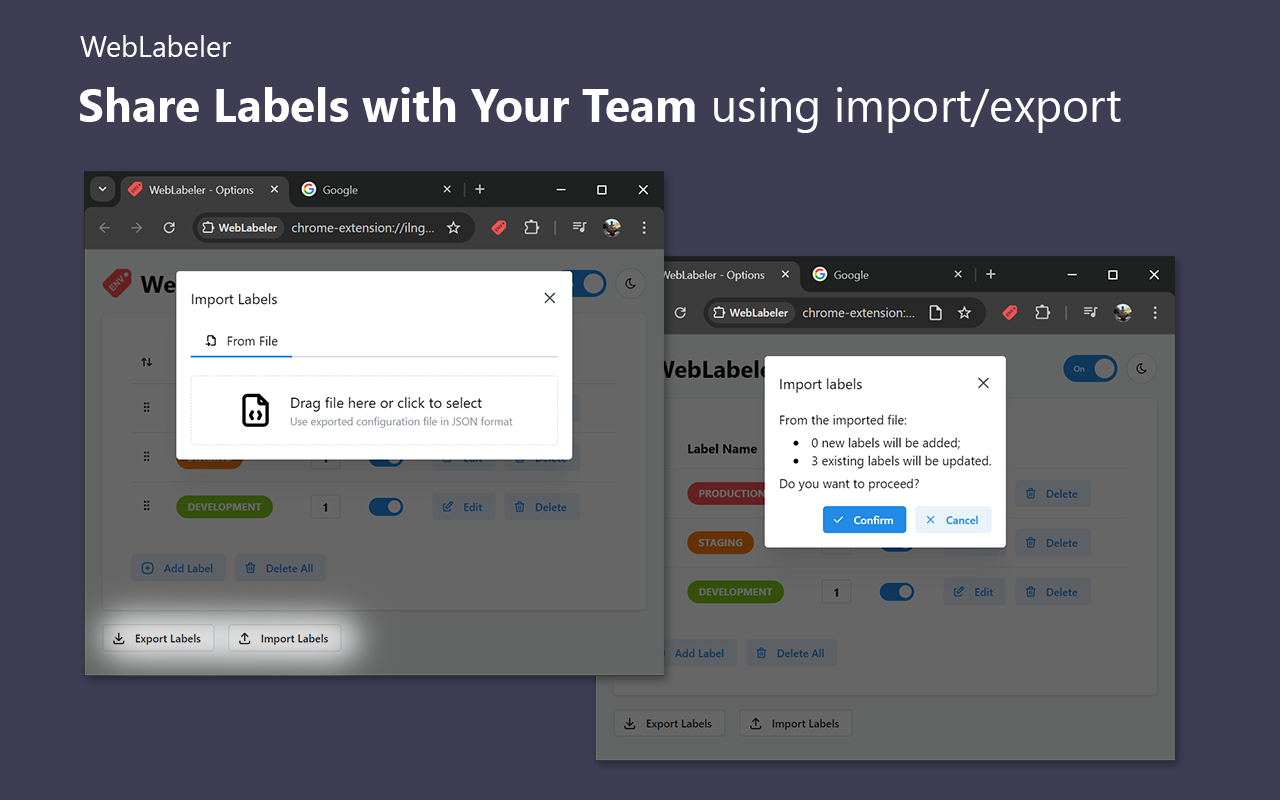 WebLabeler
Share Labels with Your Team using import/export
WebLabeler - Options
Google
WebLabeler
chrome-extension://ilng...
ENV
We
Import Labels
From File
Drag file here or click to select
Use exported configuration file in JSON format
1
Edit
Delete
DEVELOPMENT
1
Edit
Delete
Add Label
Delete All
Export Labels
Import Labels
WebLabeler - Options
Google
WebLabeler
chrome-extension:...
WebLabele
On
Import labels
From the imported file:
• 0 new labels will be added;
• 3 existing labels will be updated.
Do you want to proceed?
Confirm
Cancel
Label Name
PRODUCTION
Delete
STAGING
Delete
DEVELOPMENT
1
Edit
Delete
Add Label
Delete All
Export Labels
Import Labels